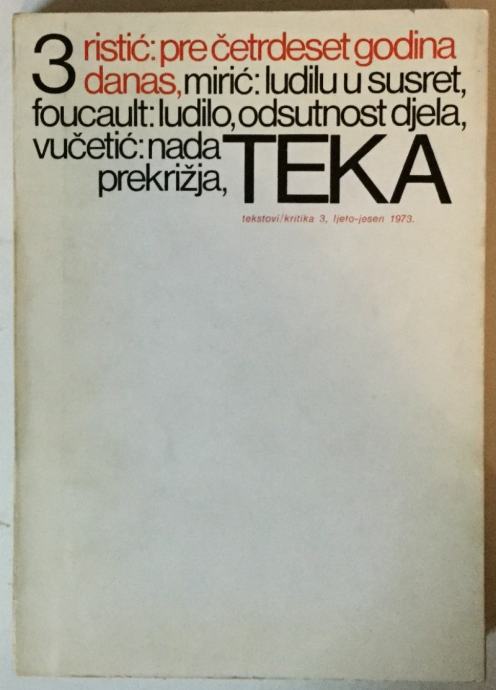 3 ristić: pre četrdeset godina
danas, mirić: ludilu u susret,
foucault: ludilo, odsutnost djela,
vučetić: nada
prekrižja, TEKA
tekstovi/kritika 3, ljeto-jesen 1973.